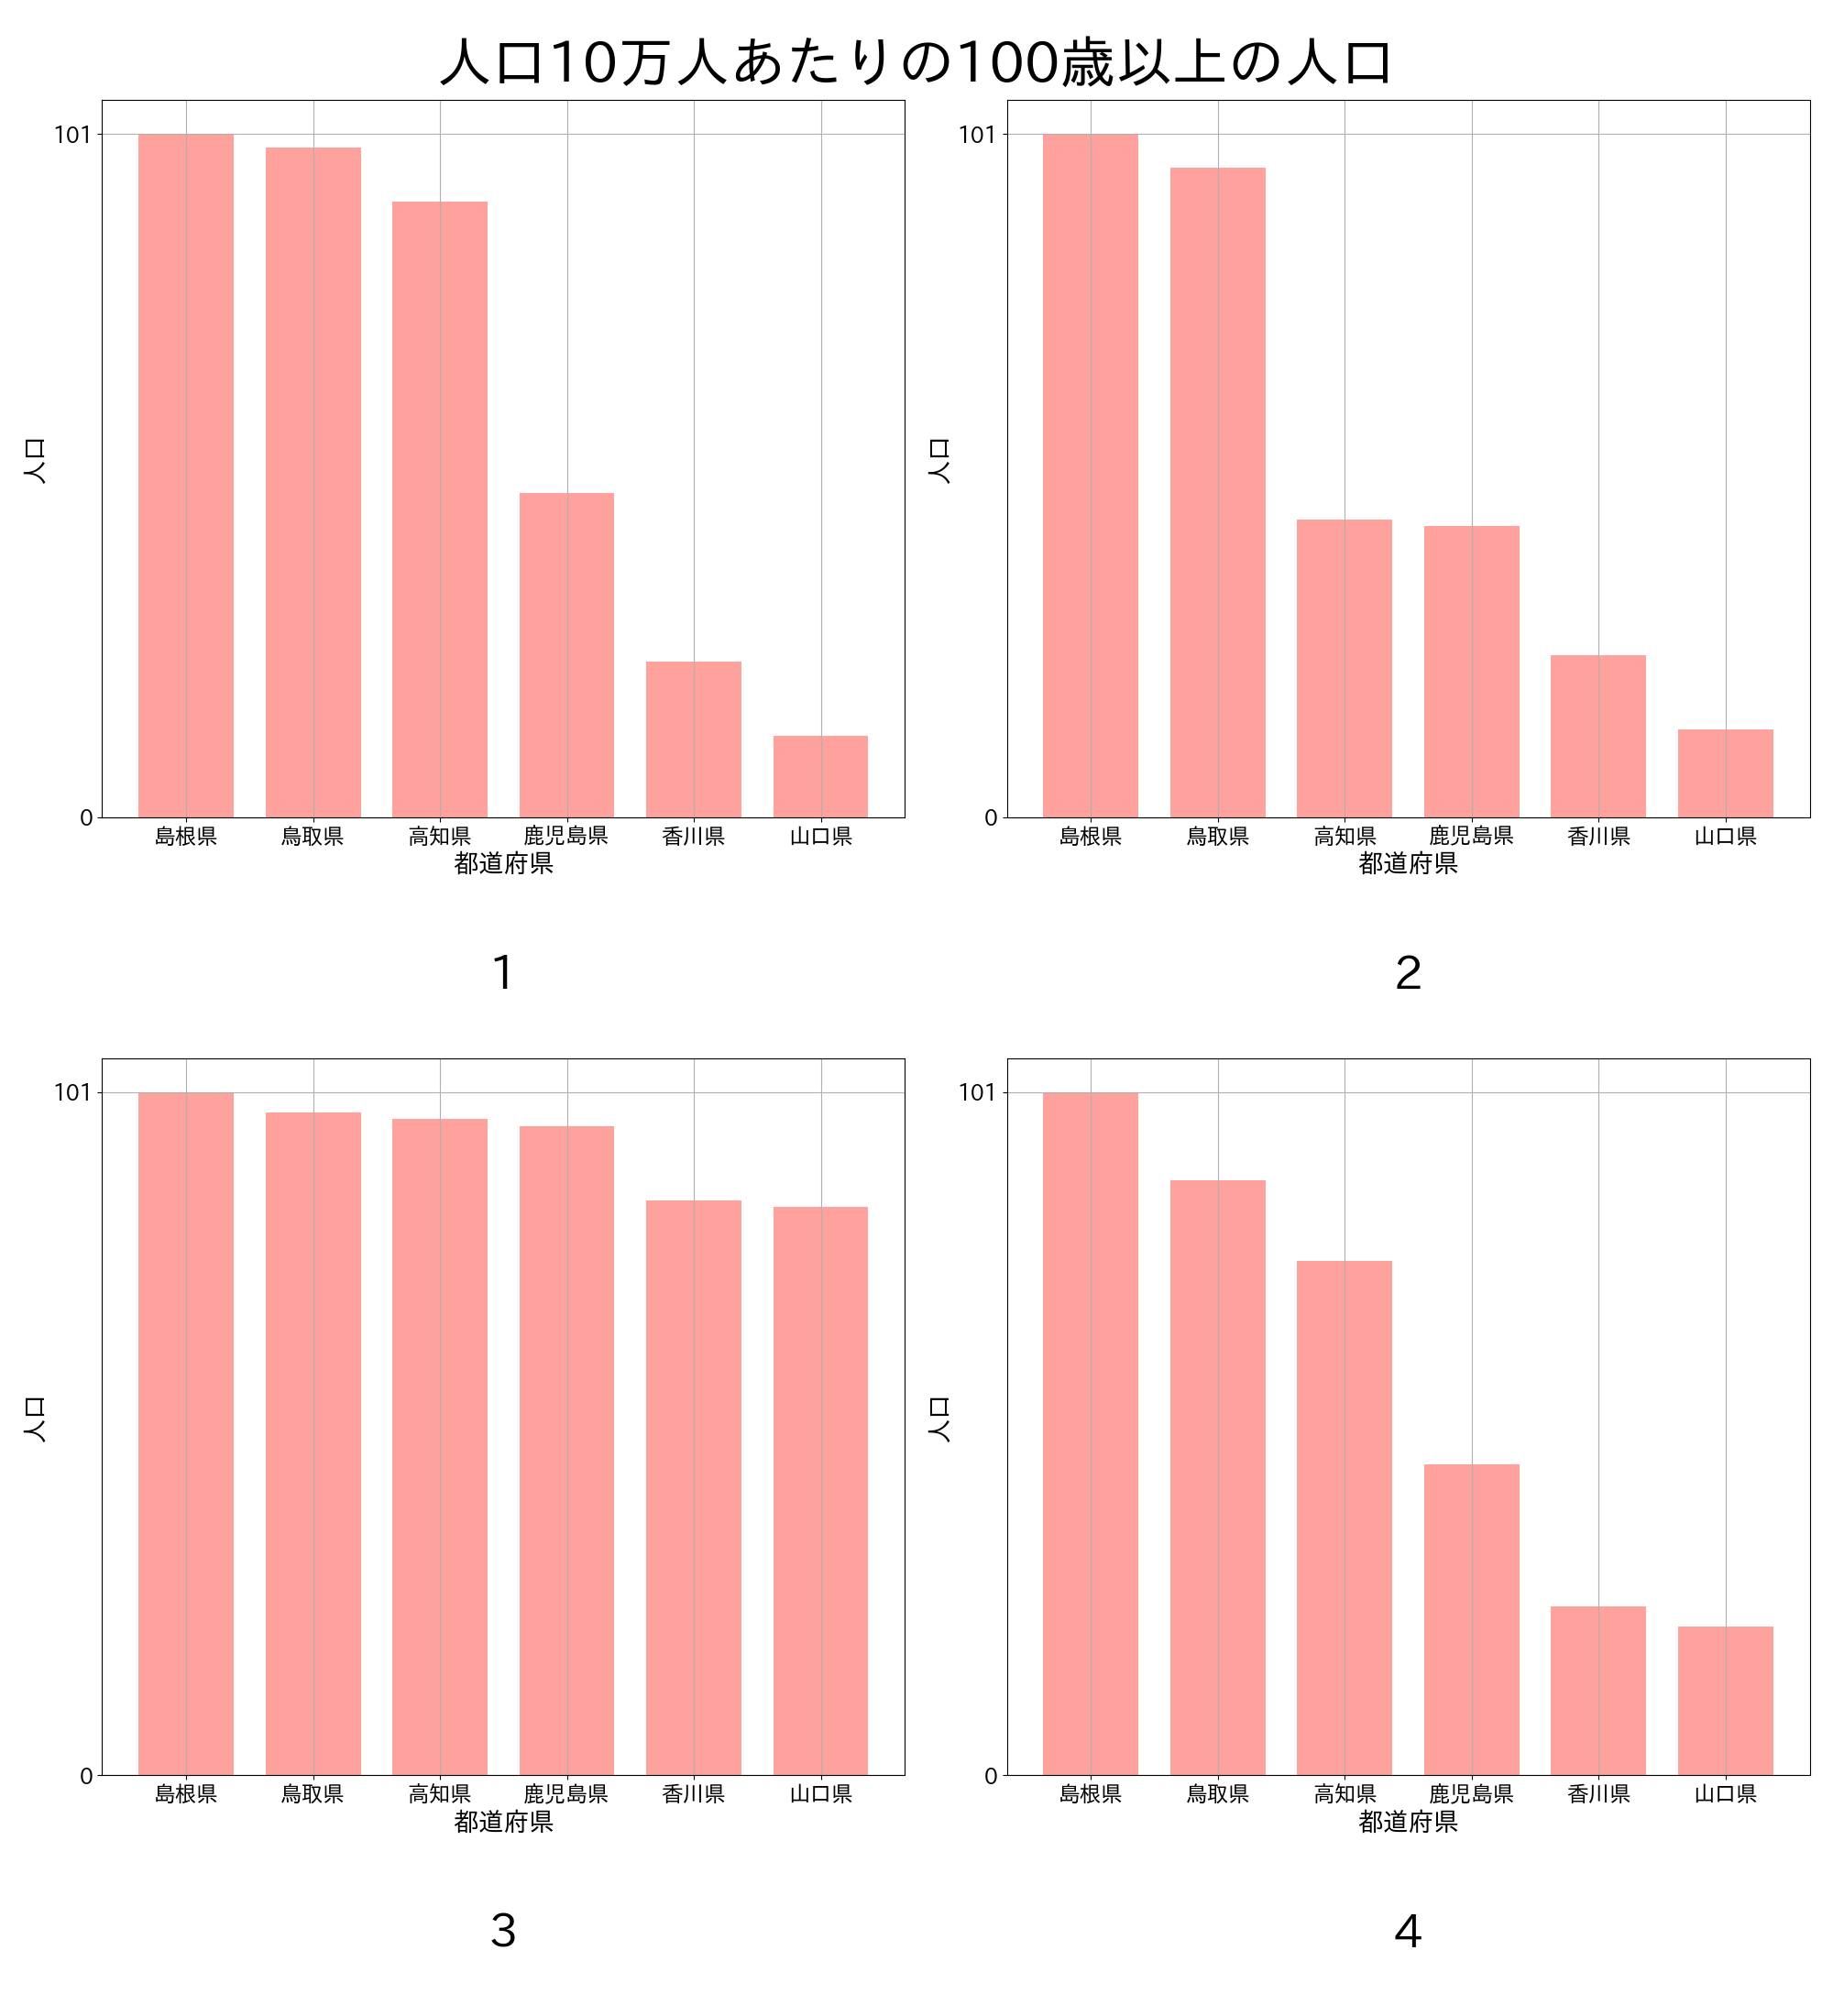 人口10万人あたりの100歳以上の人口
101
人口
0
島根県 鳥取県 高知県 鹿児島県 香川県 山口県
都道府県
1
101
人口
0
島根県 鳥取県 高知県 鹿児島県 香川県 山口県
都道府県
2
101
人口
0
島根県 鳥取県 高知県 鹿児島県 香川県 山口県
都道府県
3
101
人口
0
島根県 鳥取県 高知県 鹿児島県 香川県 山口県
都道府県
4